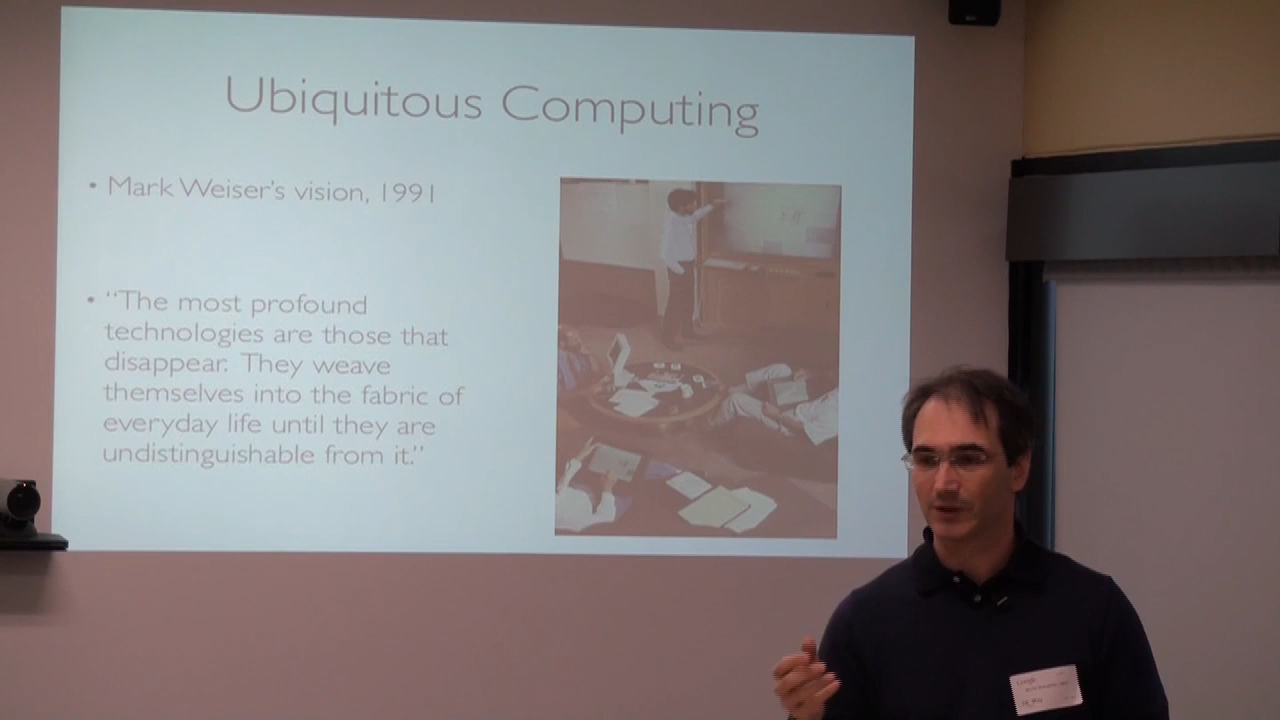 Ubiquitous Computing
• Mark Weiser's vision, 1991
• "The most profound
technologies are those that
disappear. They weave
themselves into the fabric of
everyday life until they are
undistinguishable from it."
Google